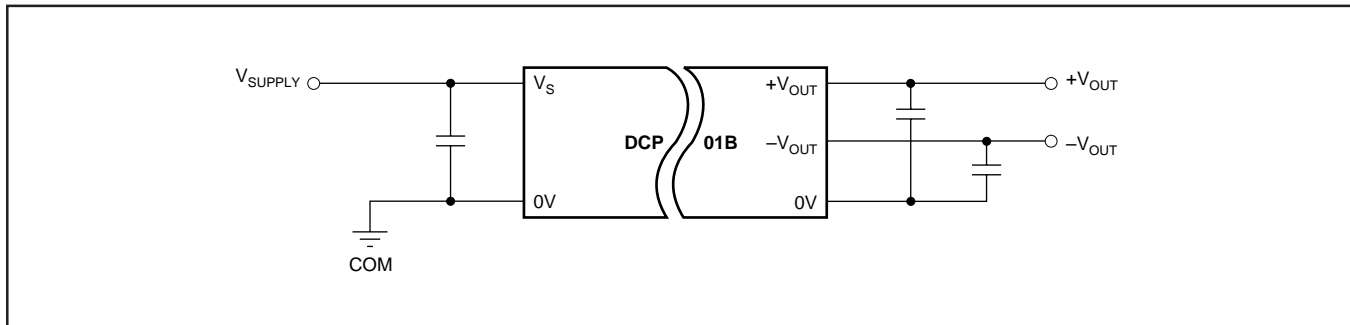 V_SUPPLY
V_S
+V_OUT
+V_OUT
DCP
01B
–V_OUT
–V_OUT
0V
0V
COM